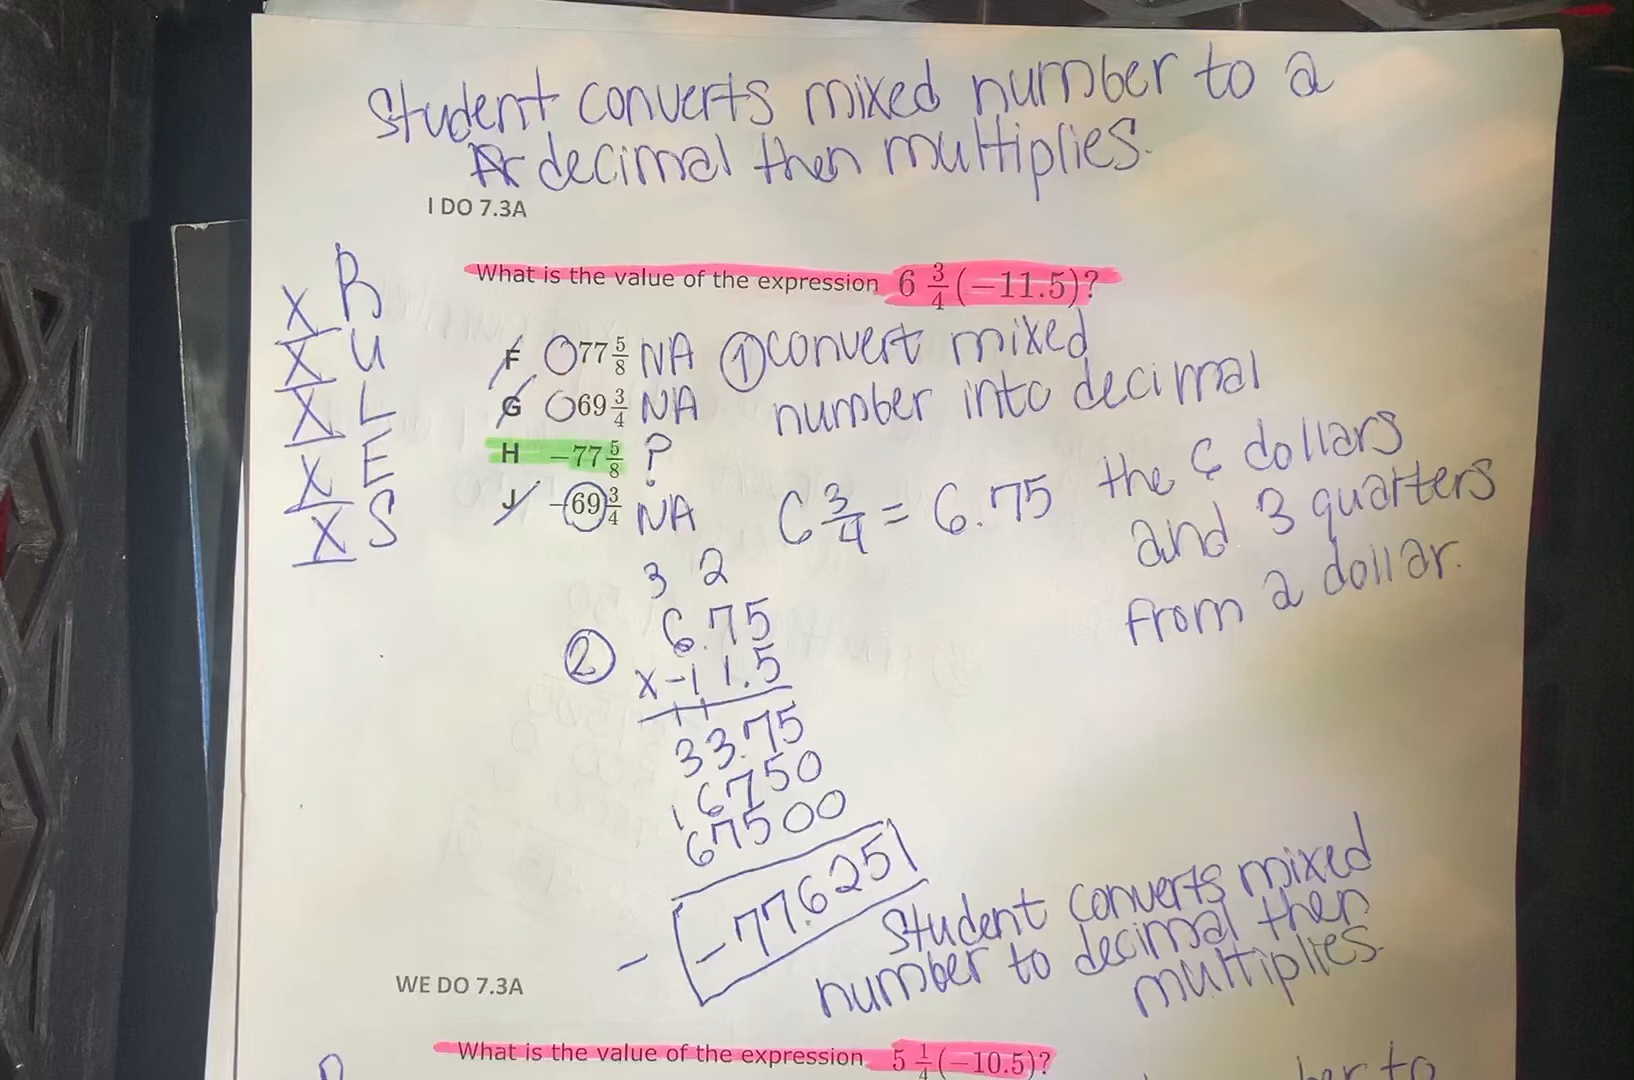 Student converts mixed number to a
decimal then multiplies.
I DO 7.3A
What is the value of the expression 6 3/4 (−11.5)?
X R
X U
X L
X E
X S
F 77 5/8 NA
G 69 3/4 NA
H −77 5/8 ?
J −69 3/4 NA
① convert mixed
number into decimal
6 3/4 = 6.75
the 6 dollars
and 3 quarters
from a dollar.
3 2
② 6.75
x -11.5
33.75
16750
67500
- -77.625
Student converts mixed
number to decimal then
multiplies.
WE DO 7.3A
What is the value of the expression 5 1/4 (−10.5)?